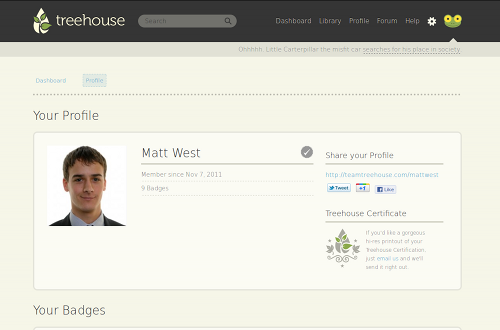 treehouse
Search
Dashboard Library Profile Forum Help
Ohhhhh. Little Carterpillar the misfit car searches for his place in society
Dashboard Profile
Your Profile
Matt West
Member since Nov 7, 2011
9 Badges
Share your Profile
http://teamtreehouse.com/mattwest
Tweet +1 Like
Treehouse Certificate
If you'd like a gorgeous
hi-res printout of your
Treehouse Certification,
just email us and we'll
send it right out
Your Badges